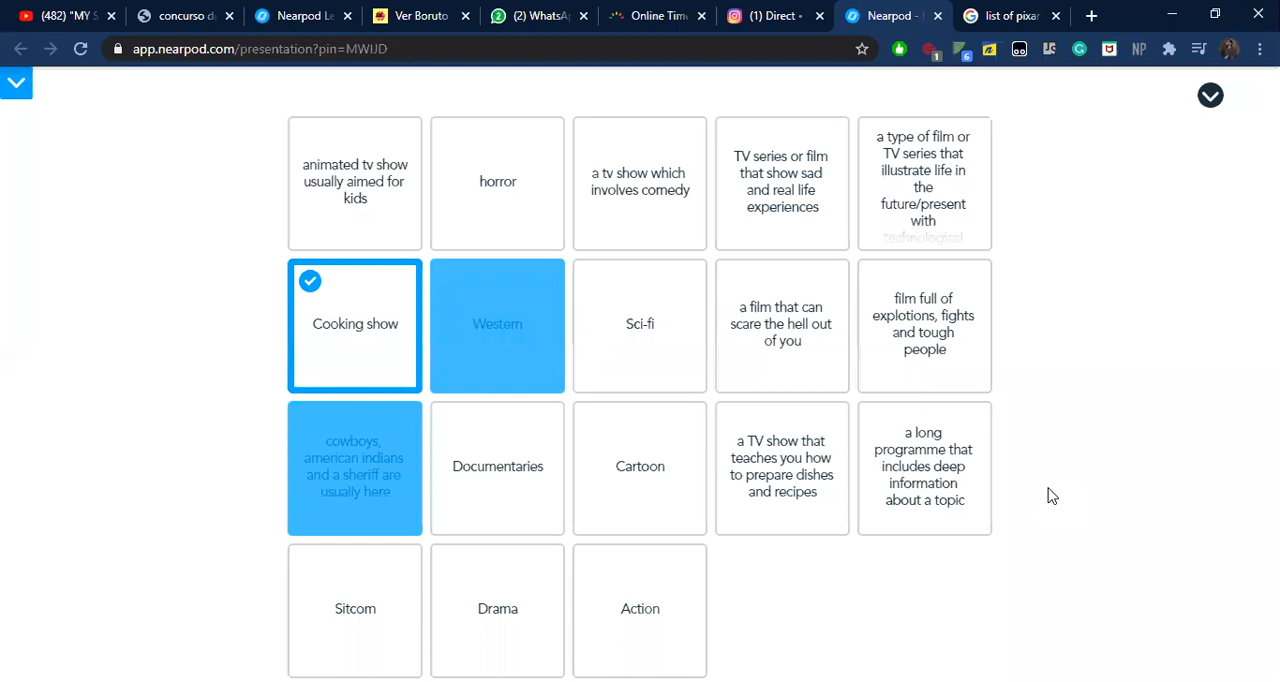 (482) "MY S
concurso d
Nearpod Le
Ver Boruto
(2) WhatsA
Online Tim
(1) Direct •
Nearpod -
list of pixar
app.nearpod.com/presentation?pin=MWIJD
1
6
NP
animated tv show
usually aimed for
kids
horror
a tv show which
involves comedy
TV series or film
that show sad
and real life
experiences
a type of film or
TV series that
illustrate life in
the
future/present
with
technological
Cooking show
Western
Sci-fi
a film that can
scare the hell out
of you
film full of
explotions, fights
and tough
people
cowboys,
american indians
and a sheriff are
usually here
Documentaries
Cartoon
a TV show that
teaches you how
to prepare dishes
and recipes
a long
programme that
includes deep
information
about a topic
Sitcom
Drama
Action